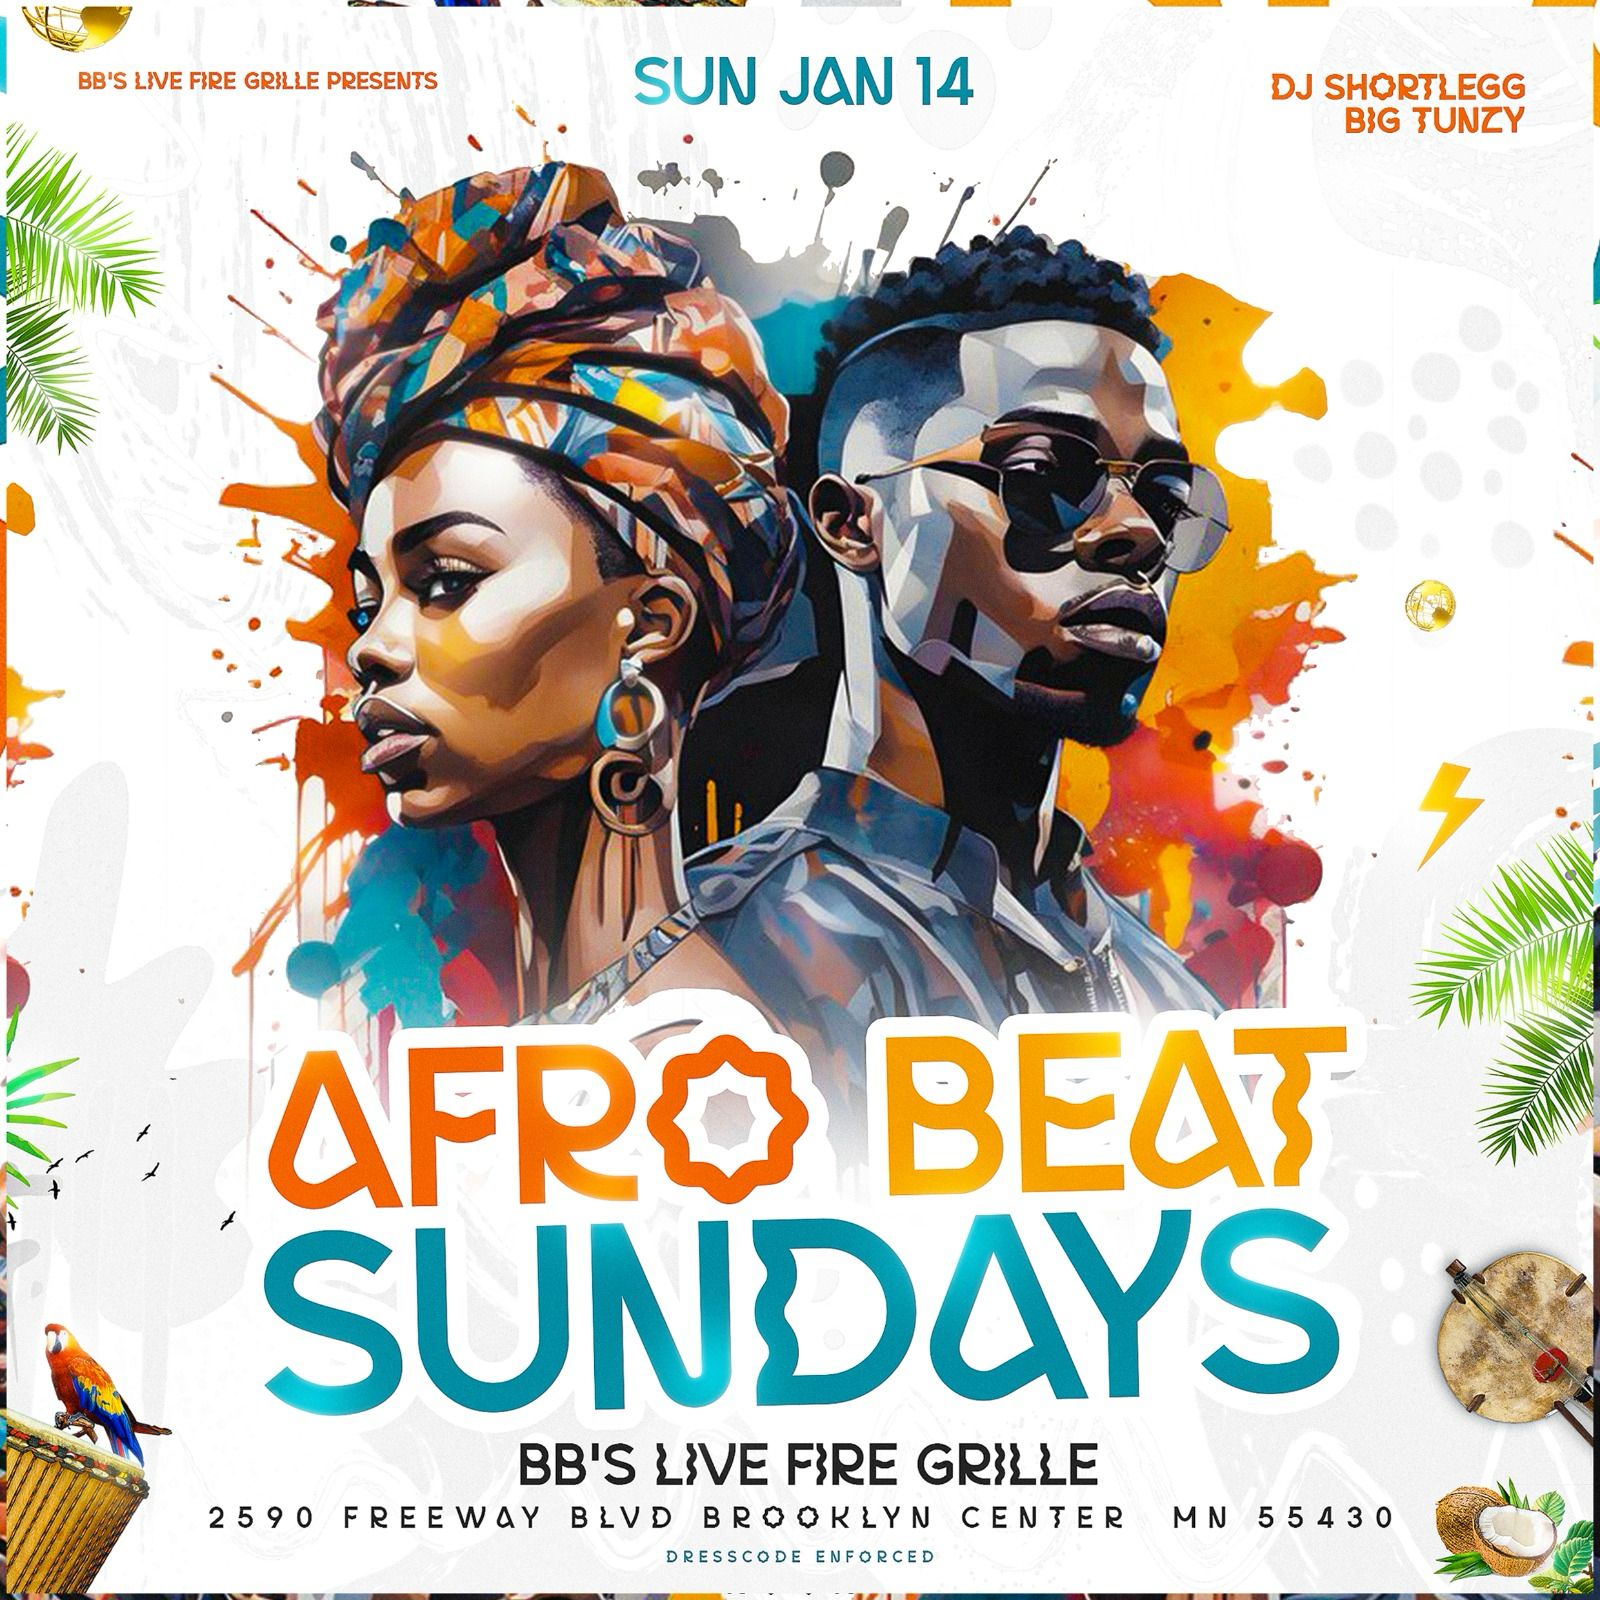 BB'S LIVE FIRE GRILLE PRESENTS
SUN JAN 14
DJ SHORTLEGG
BIG TUNZY
AFRO BEAT
SUNDAYS
BB'S LIVE FIRE GRILLE
2590 FREEWAY BLVD BROOKLYN CENTER MN 55430
DRESSCODE ENFORCED